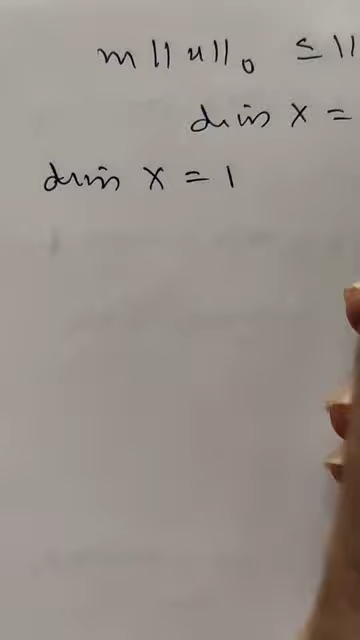 m || u ||₀ ≤ ||
dim X =
dim X = 1